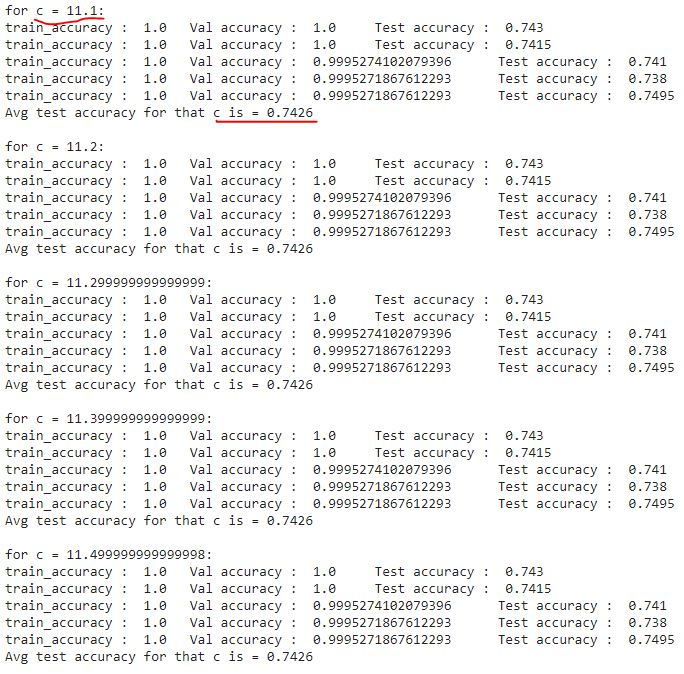 for c = 11.1:
train_accuracy : 1.0 Val accuracy : 1.0 Test accuracy : 0.743
train_accuracy : 1.0 Val accuracy : 1.0 Test accuracy : 0.7415
train_accuracy : 1.0 Val accuracy : 0.9995274102079396 Test accuracy : 0.741
train_accuracy : 1.0 Val accuracy : 0.9995271867612293 Test accuracy : 0.738
train_accuracy : 1.0 Val accuracy : 0.9995271867612293 Test accuracy : 0.7495
Avg test accuracy for that c is = 0.7426
for c = 11.2:
train_accuracy : 1.0 Val accuracy : 1.0 Test accuracy : 0.743
train_accuracy : 1.0 Val accuracy : 1.0 Test accuracy : 0.7415
train_accuracy : 1.0 Val accuracy : 0.9995274102079396 Test accuracy : 0.741
train_accuracy : 1.0 Val accuracy : 0.9995271867612293 Test accuracy : 0.738
train_accuracy : 1.0 Val accuracy : 0.9995271867612293 Test accuracy : 0.7495
Avg test accuracy for that c is = 0.7426
for c = 11.299999999999999:
train_accuracy : 1.0 Val accuracy : 1.0 Test accuracy : 0.743
train_accuracy : 1.0 Val accuracy : 1.0 Test accuracy : 0.7415
train_accuracy : 1.0 Val accuracy : 0.9995274102079396 Test accuracy : 0.741
train_accuracy : 1.0 Val accuracy : 0.9995271867612293 Test accuracy : 0.738
train_accuracy : 1.0 Val accuracy : 0.9995271867612293 Test accuracy : 0.7495
Avg test accuracy for that c is = 0.7426
for c = 11.399999999999999:
train_accuracy : 1.0 Val accuracy : 1.0 Test accuracy : 0.743
train_accuracy : 1.0 Val accuracy : 1.0 Test accuracy : 0.7415
train_accuracy : 1.0 Val accuracy : 0.9995274102079396 Test accuracy : 0.741
train_accuracy : 1.0 Val accuracy : 0.9995271867612293 Test accuracy : 0.738
train_accuracy : 1.0 Val accuracy : 0.9995271867612293 Test accuracy : 0.7495
Avg test accuracy for that c is = 0.7426
for c = 11.499999999999998:
train_accuracy : 1.0 Val accuracy : 1.0 Test accuracy : 0.743
train_accuracy : 1.0 Val accuracy : 1.0 Test accuracy : 0.7415
train_accuracy : 1.0 Val accuracy : 0.9995274102079396 Test accuracy : 0.741
train_accuracy : 1.0 Val accuracy : 0.9995271867612293 Test accuracy : 0.738
train_accuracy : 1.0 Val accuracy : 0.9995271867612293 Test accuracy : 0.7495
Avg test accuracy for that c is = 0.7426